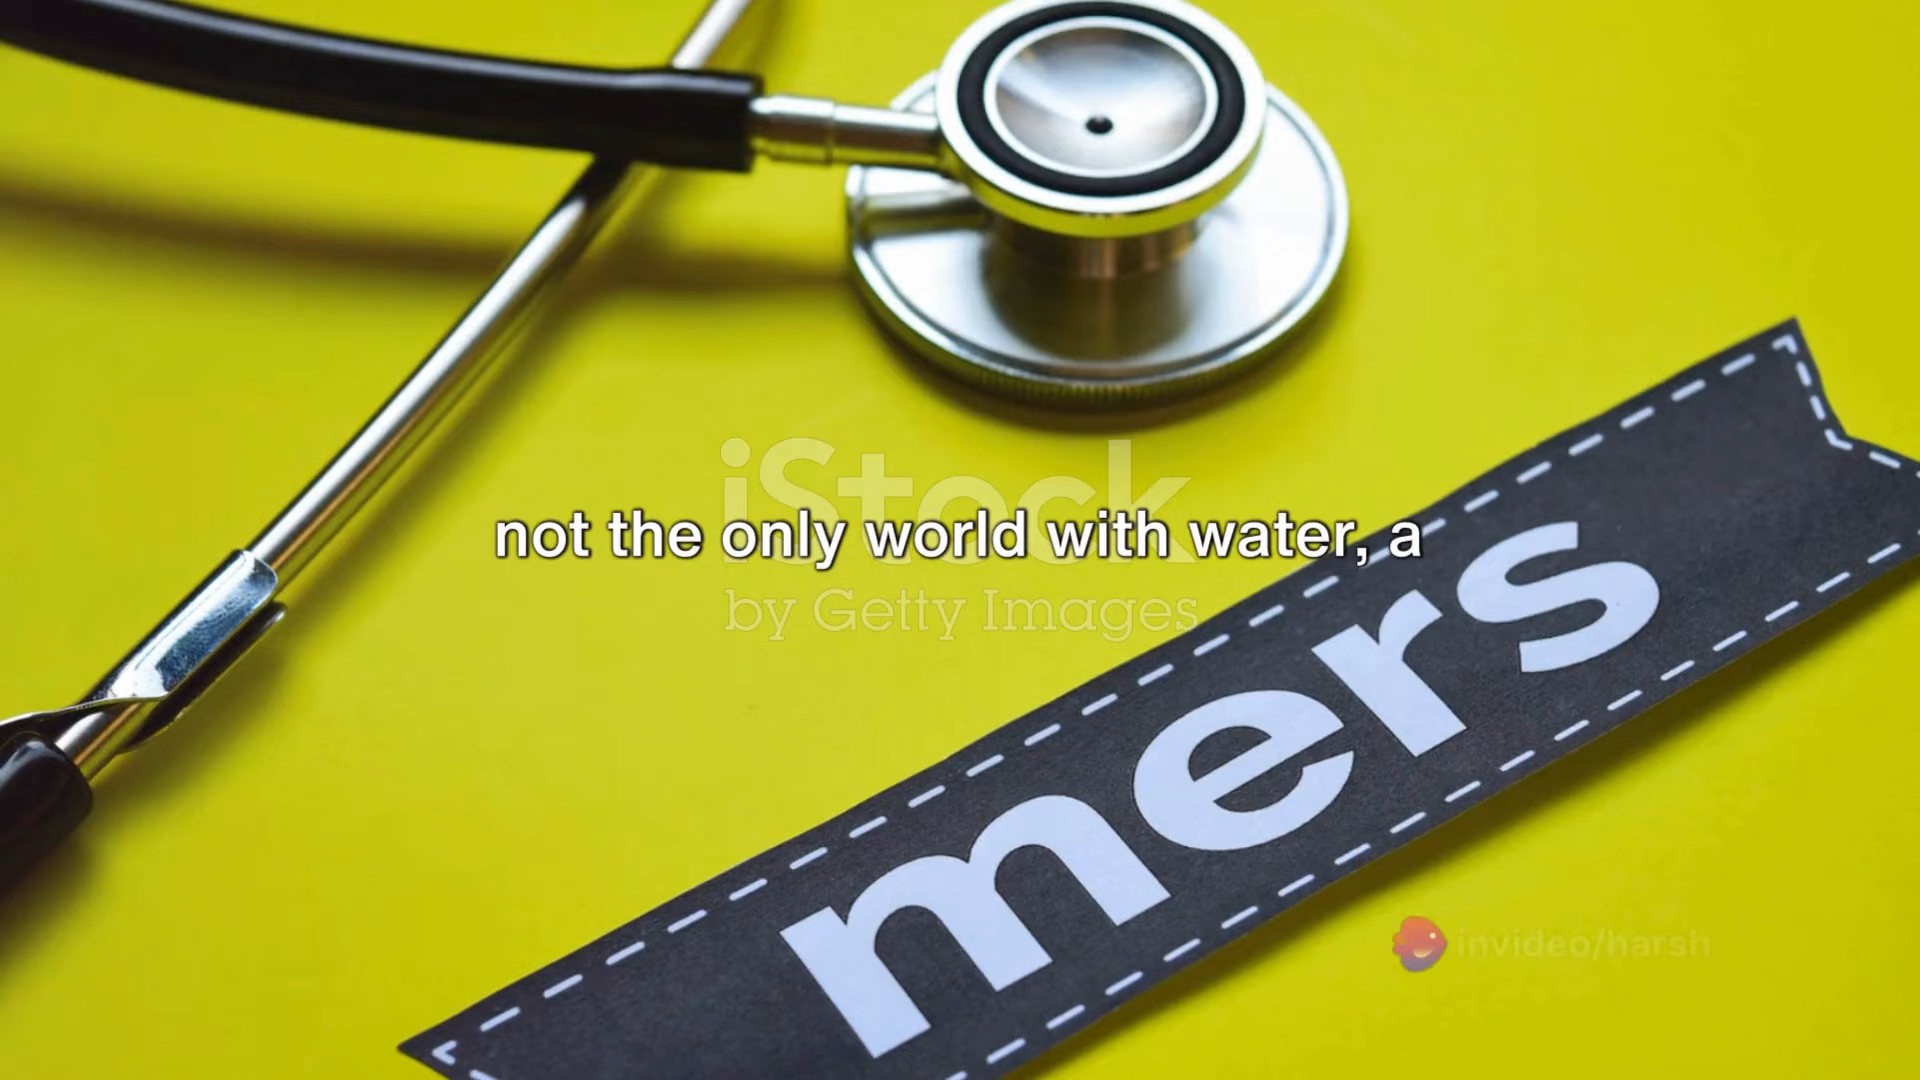 iStock
not the only world with water, a
by Getty Images
mers
invideo/harsh